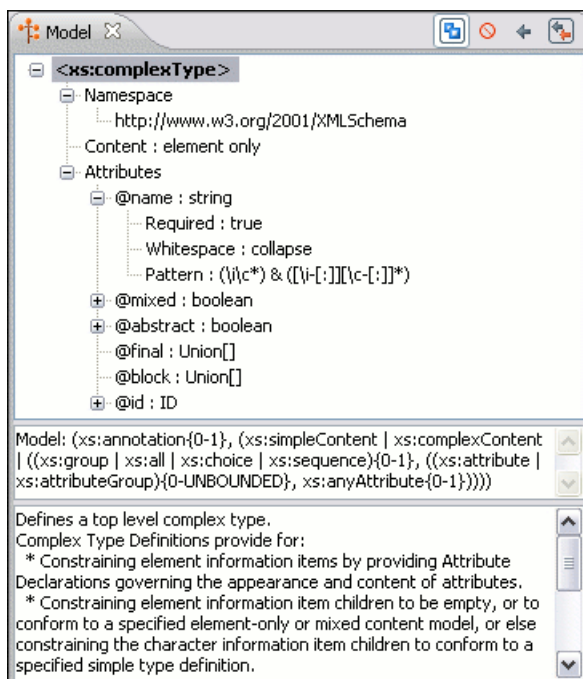 Model
<xs:complexType>
Namespace
http://www.w3.org/2001/XMLSchema
Content : element only
Attributes
@name : string
Required : true
Whitespace : collapse
Pattern : (\i\c*) & ([\i-[:]][\c-[:]]*)
@mixed : boolean
@abstract : boolean
@final : Union[]
@block : Union[]
@id : ID
Model: (xs:annotation{0-1}, (xs:simpleContent | xs:complexContent
| ((xs:group | xs:all | xs:choice | xs:sequence){0-1}, ((xs:attribute |
xs:attributeGroup){0-UNBOUNDED}, xs:anyAttribute{0-1}))))
Defines a top level complex type.
Complex Type Definitions provide for:
* Constraining element information items by providing Attribute
Declarations governing the appearance and content of attributes.
* Constraining element information item children to be empty, or to
conform to a specified element-only or mixed content model, or else
constraining the character information item children to conform to a
specified simple type definition.